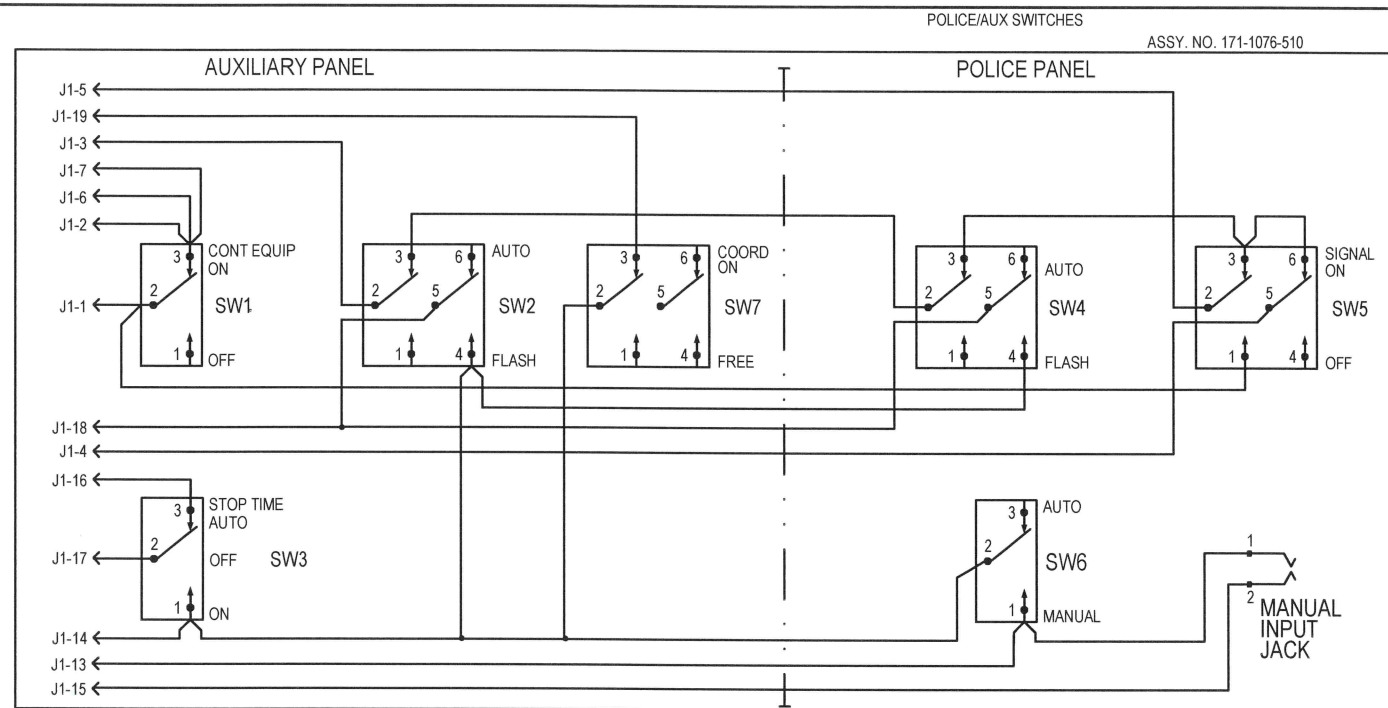 POLICE/AUX SWITCHES
ASSY. NO. 171-1076-510
AUXILIARY PANEL
POLICE PANEL
J1-5
J1-19
J1-3
J1-7
J1-6
J1-2
3 CONT EQUIP
ON
2
SW1
1 OFF
J1-1
3 6 AUTO
2 5
SW2
1 4 FLASH
3 6 COORD
ON
2 5
SW7
1 4 FREE
3 6 AUTO
2 5
SW4
1 4 FLASH
3 6 SIGNAL
ON
2 5
SW5
1 4 OFF
J1-18
J1-4
J1-16
3 STOP TIME
AUTO
2
OFF SW3
1 ON
J1-17
3 AUTO
2
SW6
1 MANUAL
1
2
MANUAL
INPUT
JACK
J1-14
J1-13
J1-15